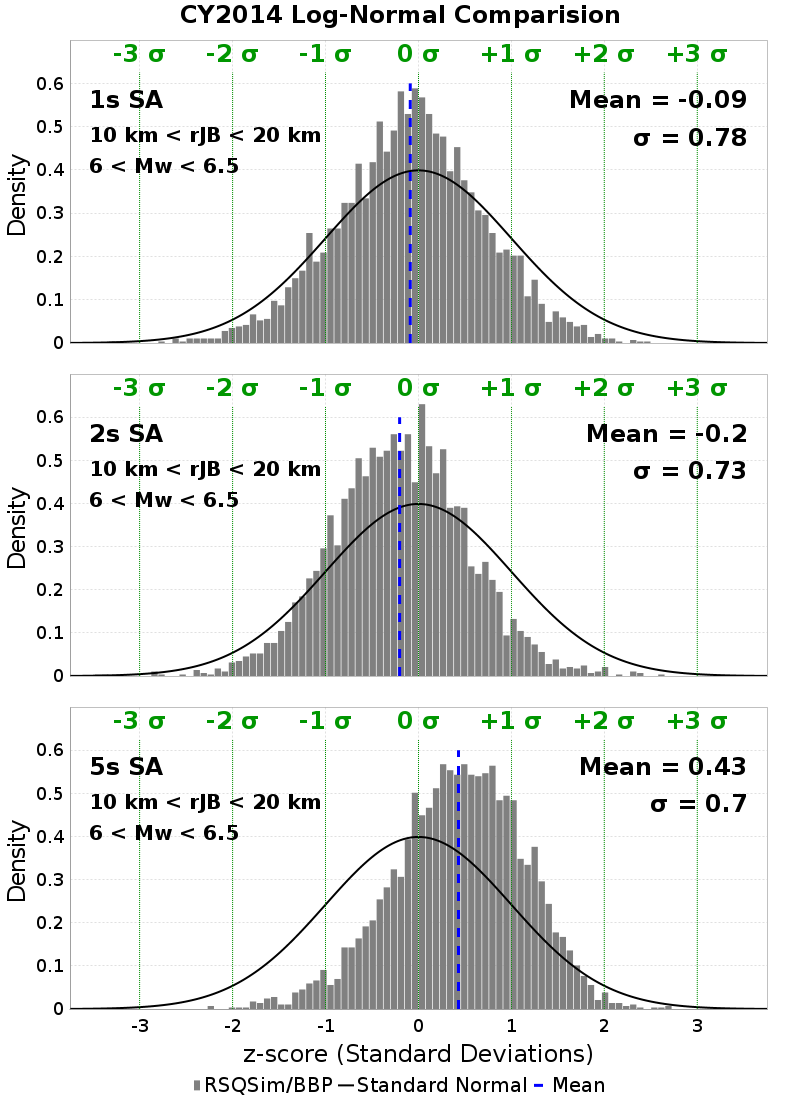 CY2014 Log-Normal Comparision
-3 σ -2 σ -1 σ 0 σ +1 σ +2 σ +3 σ
1s SA
10 km < rJB < 20 km
6 < Mw < 6.5
Mean = -0.09
σ = 0.78
Density
0.6
0.5
0.4
0.3
0.2
0.1
0
-3 σ -2 σ -1 σ 0 σ +1 σ +2 σ +3 σ
2s SA
10 km < rJB < 20 km
6 < Mw < 6.5
Mean = -0.2
σ = 0.73
Density
0.6
0.5
0.4
0.3
0.2
0.1
0
-3 σ -2 σ -1 σ 0 σ +1 σ +2 σ +3 σ
5s SA
10 km < rJB < 20 km
6 < Mw < 6.5
Mean = 0.43
σ = 0.7
Density
0.6
0.5
0.4
0.3
0.2
0.1
0
-3 -2 -1 0 1 2 3
z-score (Standard Deviations)
RSQSim/BBP Standard Normal Mean